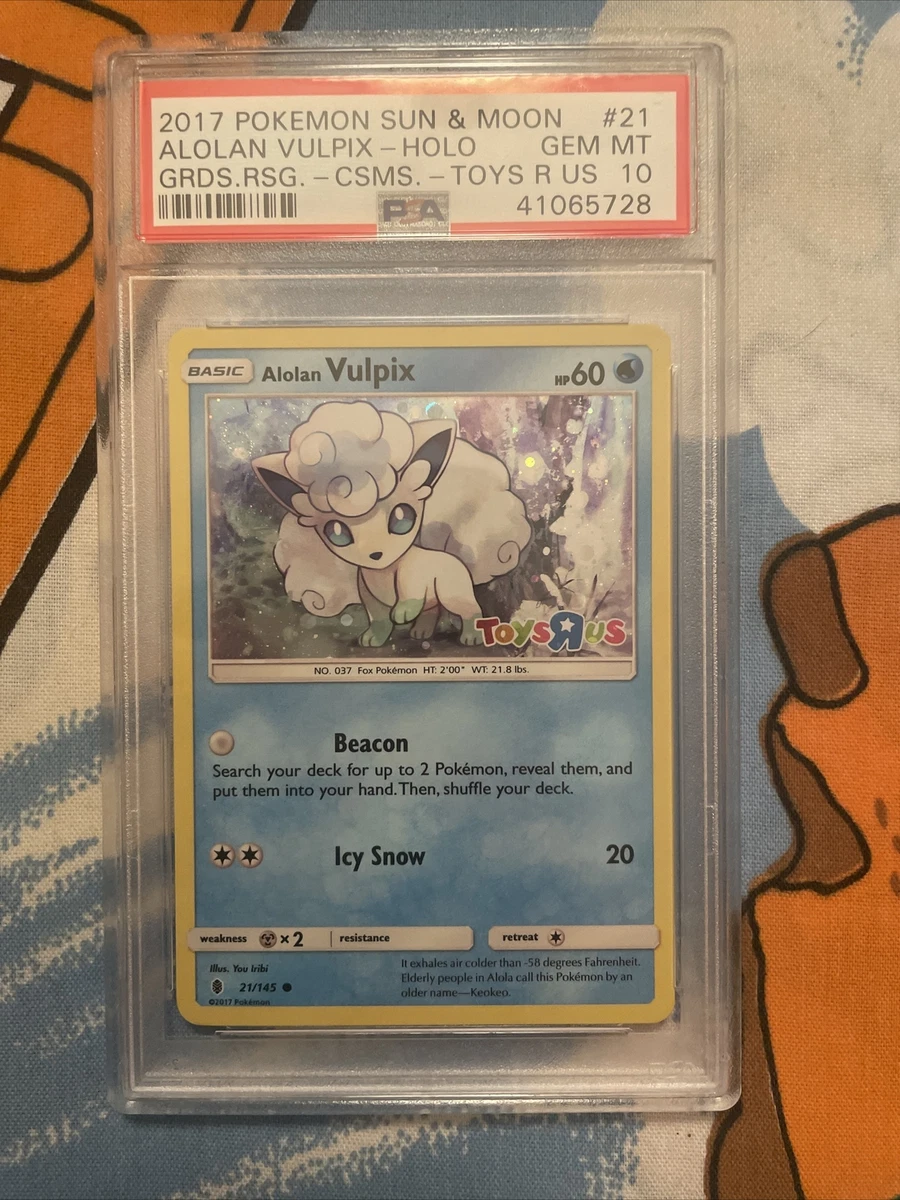 2017 POKEMON SUN & MOON #21
ALOLAN VULPIX - HOLO GEM MT
GRDS.RSG. - CSMS. - TOYS R US 10
PSA 41065728
BASIC Alolan Vulpix HP 60
ToysRus
NO. 037 Fox Pokémon HT: 2'00" WT: 21.8 lbs.
Beacon
Search your deck for up to 2 Pokémon, reveal them, and
put them into your hand. Then, shuffle your deck.
Icy Snow 20
weakness ×2 resistance retreat
Illus. You Iribi
21/145
©2017 Pokémon
It exhales air colder than -58 degrees Fahrenheit.
Elderly people in Alola call this Pokémon by an
older name—Keokeo.